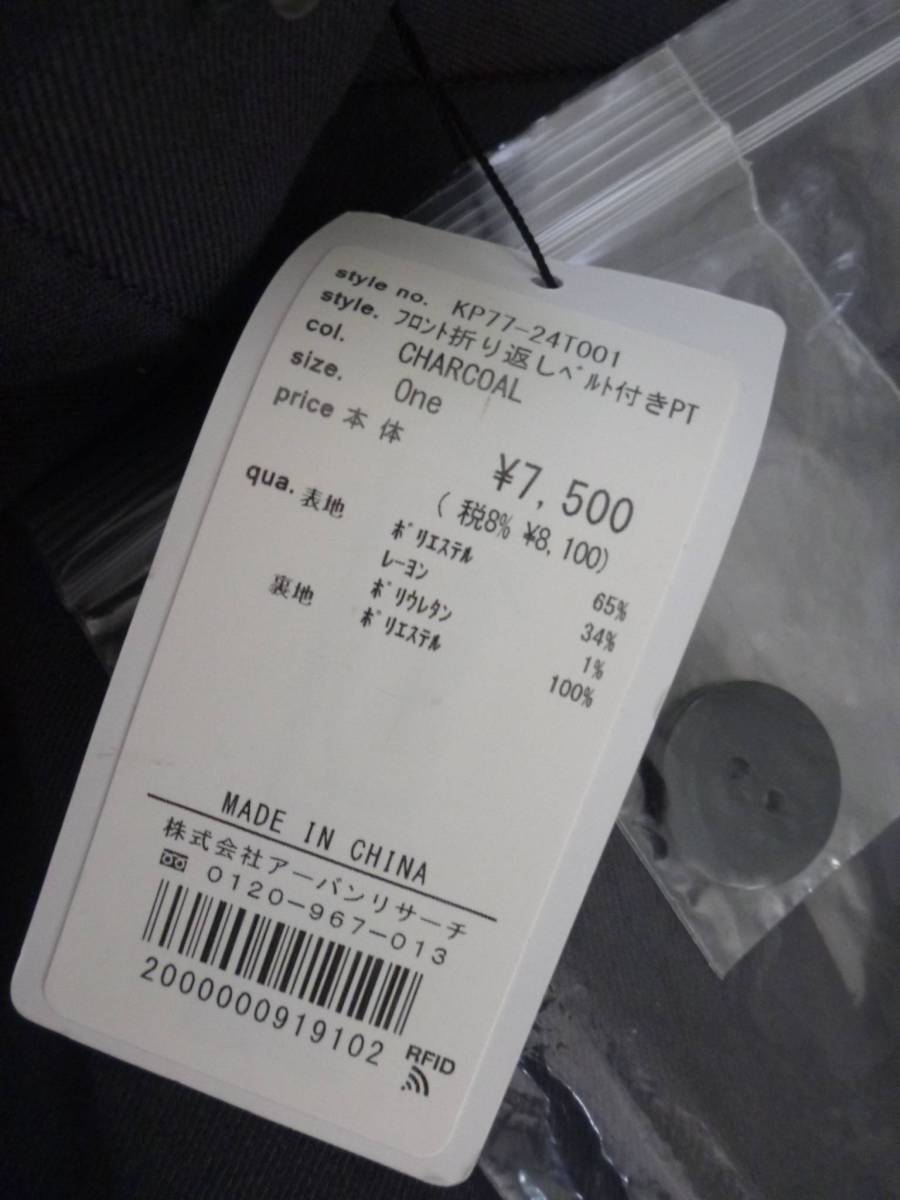 style no. KP77-24T001
style. ﾌﾛﾝﾄ折り返しﾍﾞﾙﾄ付きPT
col. CHARCOAL
size. One
price 本体 ¥7,500
( 税8% ¥8,100)
qua. 表地 ﾎﾟﾘｴｽﾃﾙ 65%
ﾚｰﾖﾝ 34%
ﾎﾟﾘｳﾚﾀﾝ 1%
裏地 ﾎﾟﾘｴｽﾃﾙ 100%
MADE IN CHINA
株式会社アーバンリサーチ
0120-967-013
2000000919102
RFID